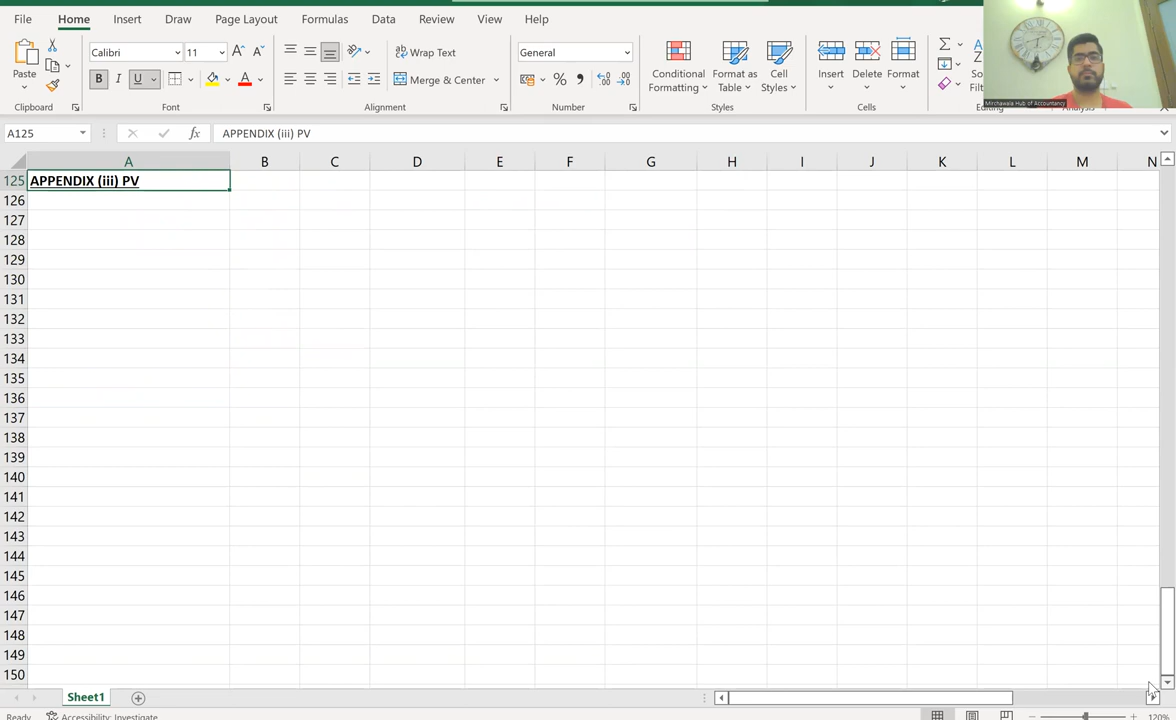 File Home Insert Draw Page Layout Formulas Data Review View Help
Calibri 11 Wrap Text General
Paste B I U Merge & Center Conditional Formatting Format as Table Cell Styles Insert Delete Format
Clipboard Font Alignment Number Styles Cells
Mirchawala Hub of Accountancy
A125 fx APPENDIX (iii) PV
A B C D E F G H I J K L M N
125 APPENDIX (iii) PV
126
127
128
129
130
131
132
133
134
135
136
137
138
139
140
141
142
143
144
145
146
147
148
149
150
Sheet1
Ready Accessibility: Investigate 120%